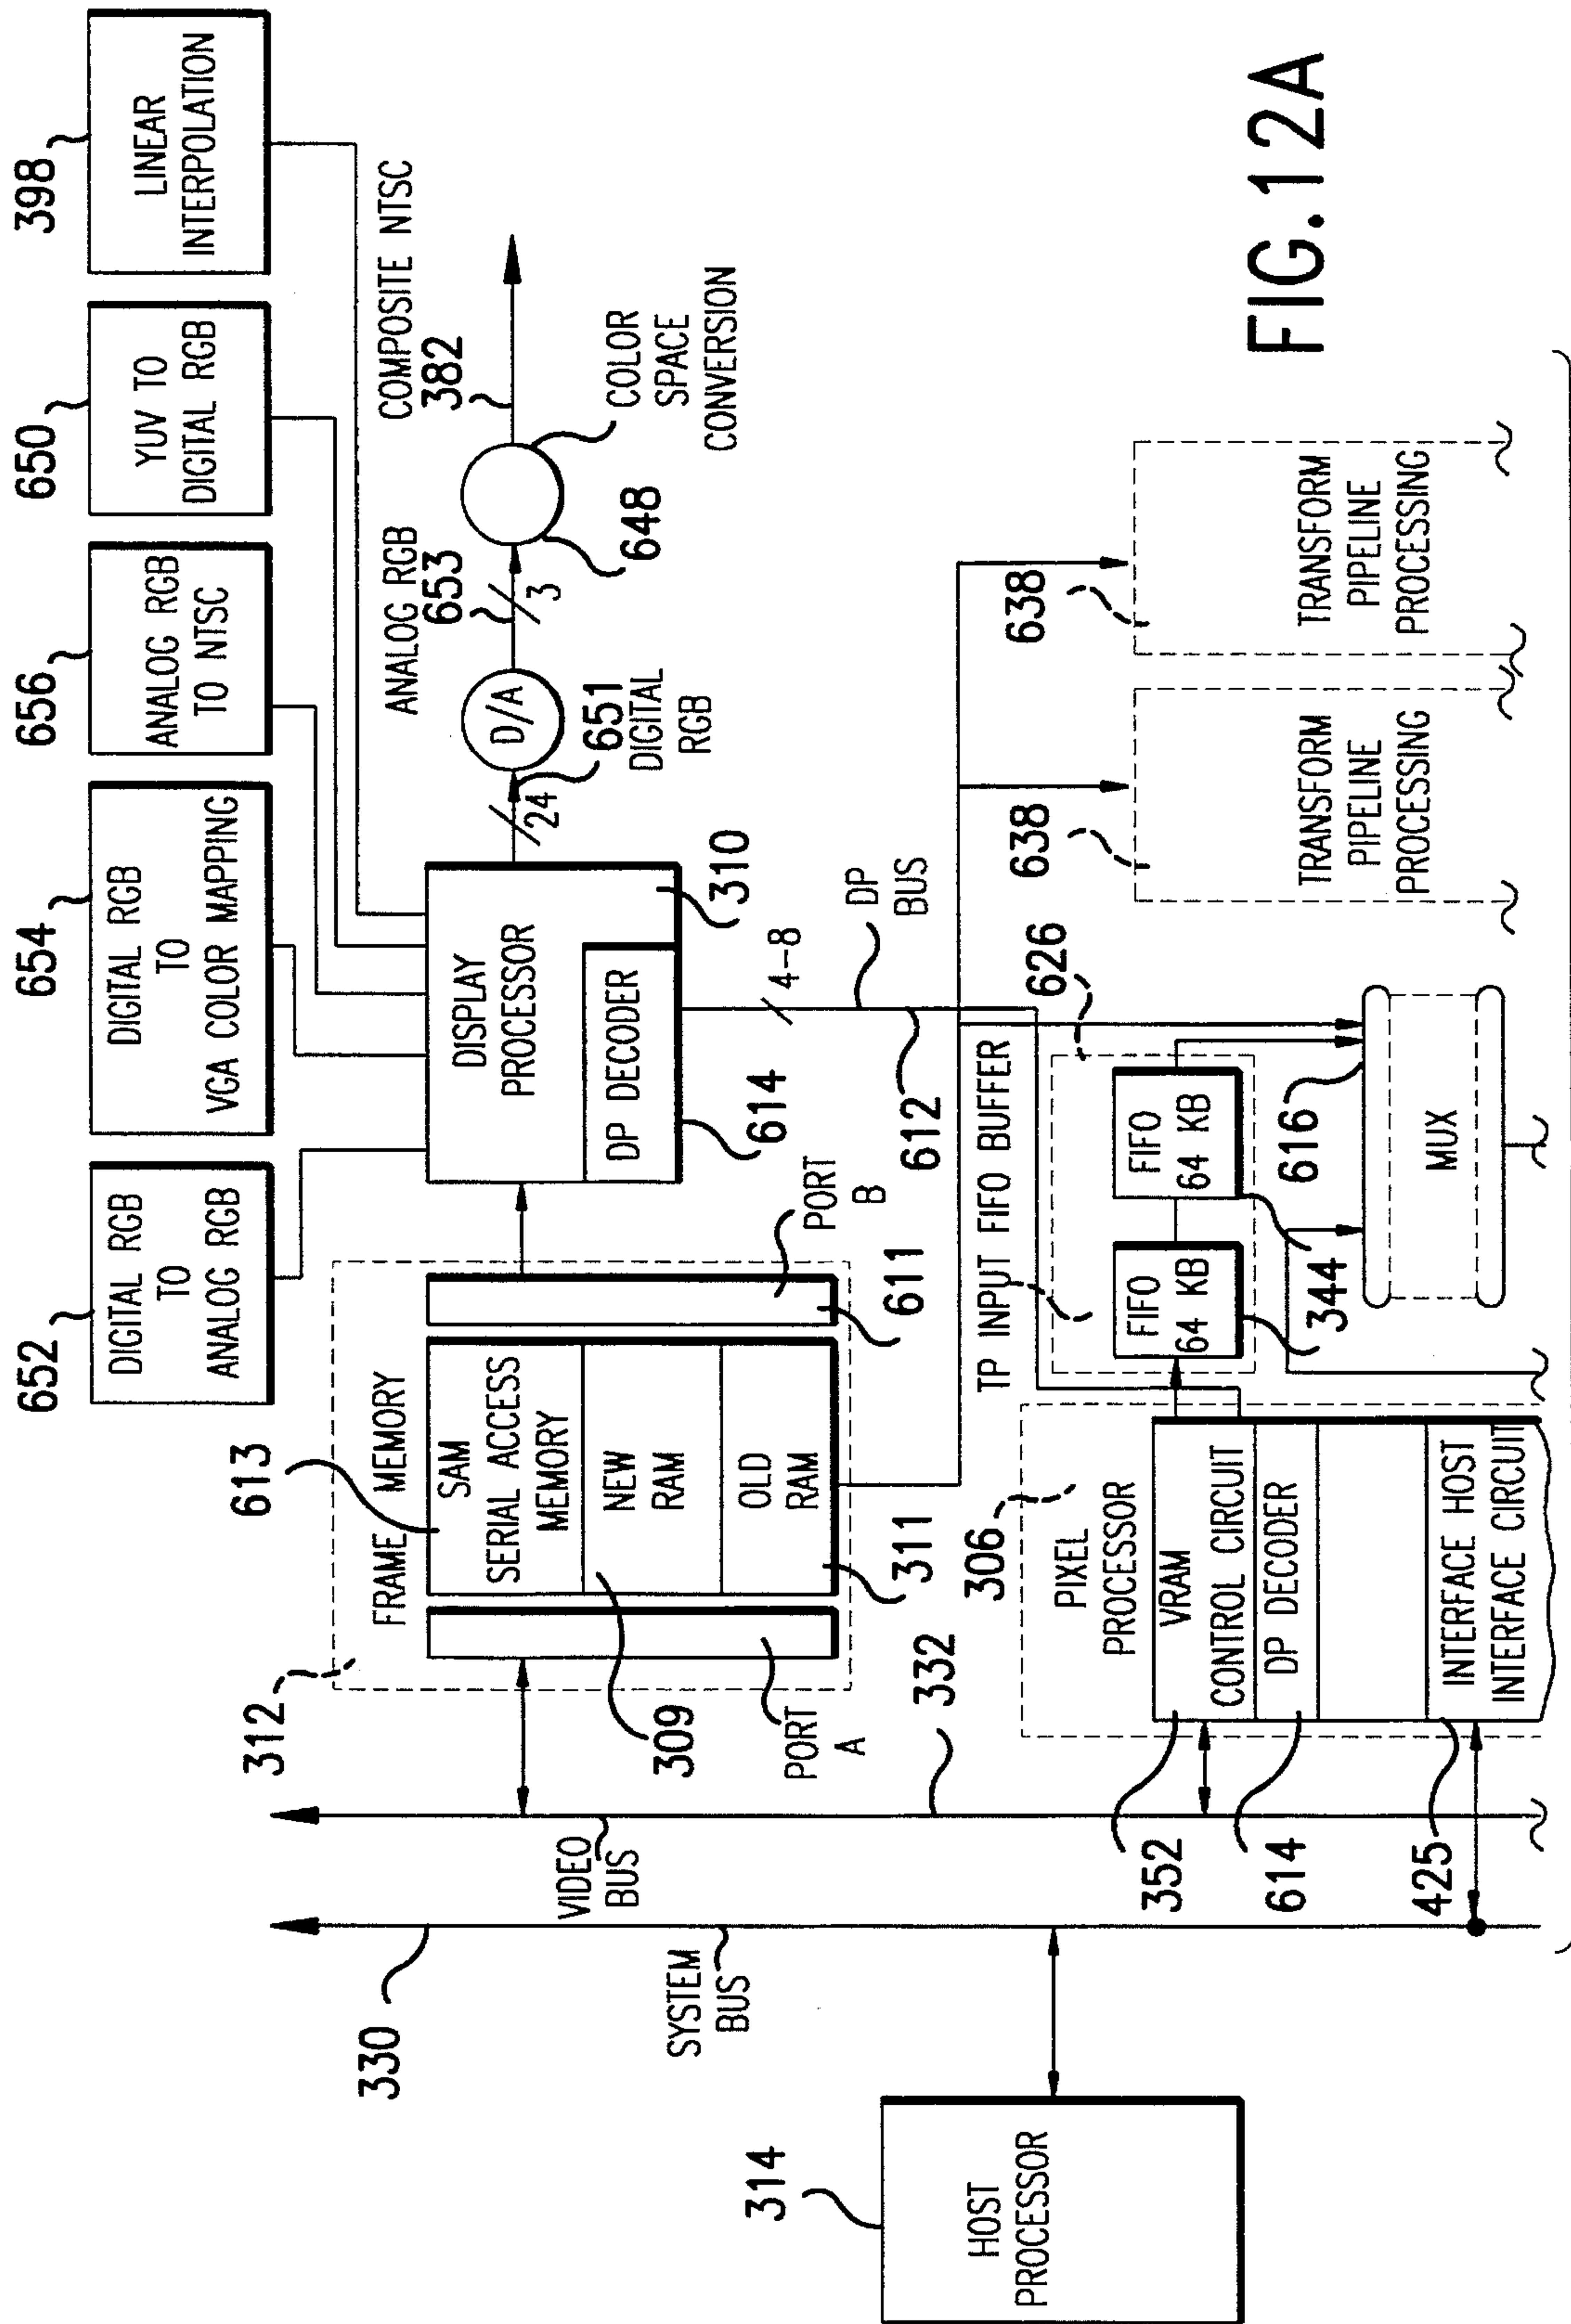 652
DIGITAL RGB
TO
ANALOG RGB
654
DIGITAL RGB
TO
VGA COLOR MAPPING
656
ANALOG RGB
TO NTSC
650
YUV TO
DIGITAL RGB
398
LINEAR
INTERPOLATION
312
FRAME MEMORY
613
SAM
SERIAL ACCESS
MEMORY
NEW
RAM
OLD
RAM
309
311
PORT
A
PORT
B
611
DISPLAY
PROCESSOR
DP DECODER
614
310
24
651
DIGITAL
RGB
D/A
ANALOG RGB
653
3
648
COLOR
SPACE
CONVERSION
COMPOSITE NTSC
382
4-8
DP
BUS
612
330
SYSTEM
BUS
VIDEO
BUS
332
314
HOST
PROCESSOR
306
PIXEL
PROCESSOR
VRAM
CONTROL CIRCUIT
DP DECODER
INTERFACE HOST
INTERFACE CIRCUIT
352
614
425
TP INPUT FIFO BUFFER
626
FIFO
64 KB
FIFO
64 KB
344
616
MUX
638
TRANSFORM
PIPELINE
PROCESSING
638
TRANSFORM
PIPELINE
PROCESSING
FIG.12A